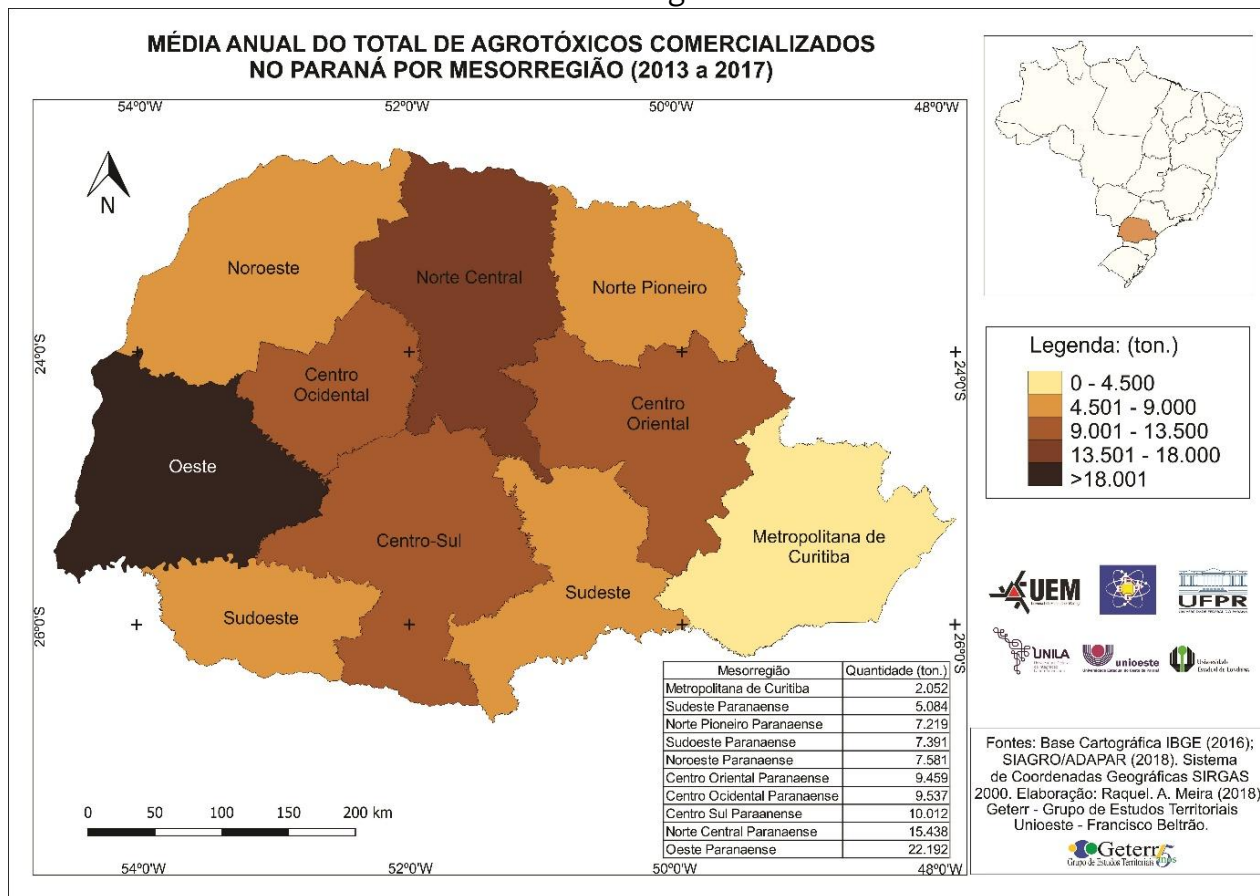 MÉDIA ANUAL DO TOTAL DE AGROTÓXICOS COMERCIALIZADOS
NO PARANÁ POR MESORREGIÃO (2013 a 2017)
54°0'W 52°0'W 50°0'W 48°0'W
N
Noroeste
Norte Central
Norte Pioneiro
24°0'S
24°0'S
Centro
Ocidental
Centro
Oriental
Oeste
Centro-Sul
Metropolitana de
Curitiba
Sudoeste
Sudeste
26°0'S
26°0'S
Mesorregião Quantidade (ton.)
Metropolitana de Curitiba 2.052
Sudeste Paranaense 5.084
Norte Pioneiro Paranaense 7.219
Sudoeste Paranaense 7.391
Noroeste Paranaense 7.581
Centro Oriental Paranaense 9.459
Centro Ocidental Paranaense 9.537
Centro Sul Paraanense 10.012
Norte Central Paranaense 15.438
Oeste Paranaense 22.192
0 50 100 150 200 km
54°0'W 52°0'W 50°0'W 48°0'W
Legenda: (ton.)
0 - 4.500
4.501 - 9.000
9.001 - 13.500
13.501 - 18.000
>18.001
UEM
UFPR
UNILA
unioeste
Universidade
Estadual de Londrina
Fontes: Base Cartográfica IBGE (2016);
SIAGRO/ADAPAR (2018). Sistema
de Coordenadas Geográficas SIRGAS
2000. Elaboração: Raquel. A. Meira (2018)
Geterr - Grupo de Estudos Territoriais
Unioeste - Francisco Beltrão.
Geterr
Grupo de Estudos Territoriais